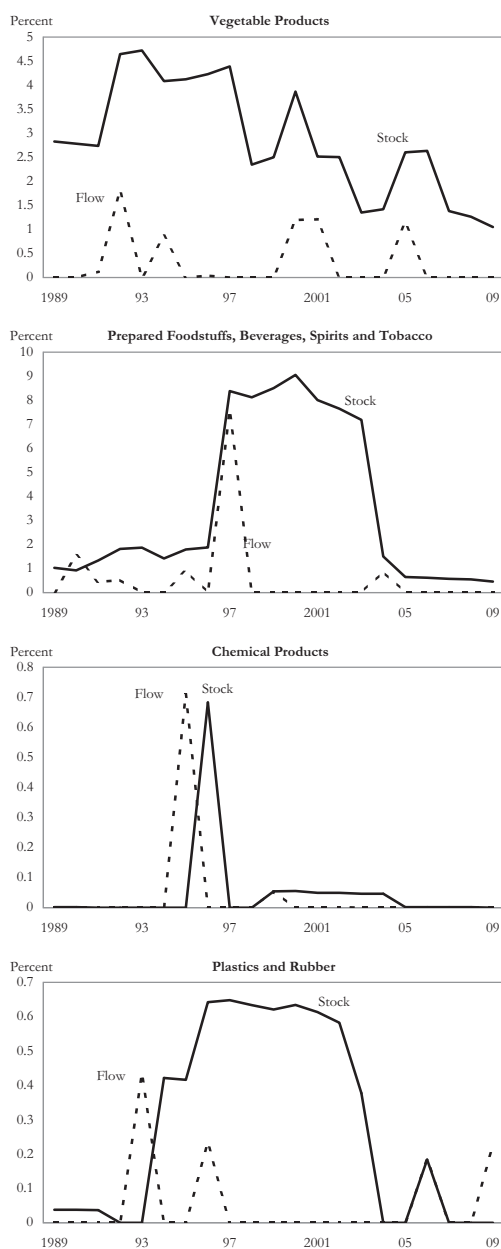 Percent Vegetable Products
5
4.5
4
3.5
3
2.5
2
1.5
1
0.5
0
Stock
Flow
1989 93 97 2001 05 09
Percent Prepared Foodstuffs, Beverages, Spirits and Tobacco
10
9
8
7
6
5
4
3
2
1
0
Stock
Flow
1989 93 97 2001 05 09
Percent Chemical Products
0.8
0.7
0.6
0.5
0.4
0.3
0.2
0.1
0
Flow Stock
1989 93 97 2001 05 09
Percent Plastics and Rubber
0.7
0.6
0.5
0.4
0.3
0.2
0.1
0
Stock
Flow
1989 93 97 2001 05 09